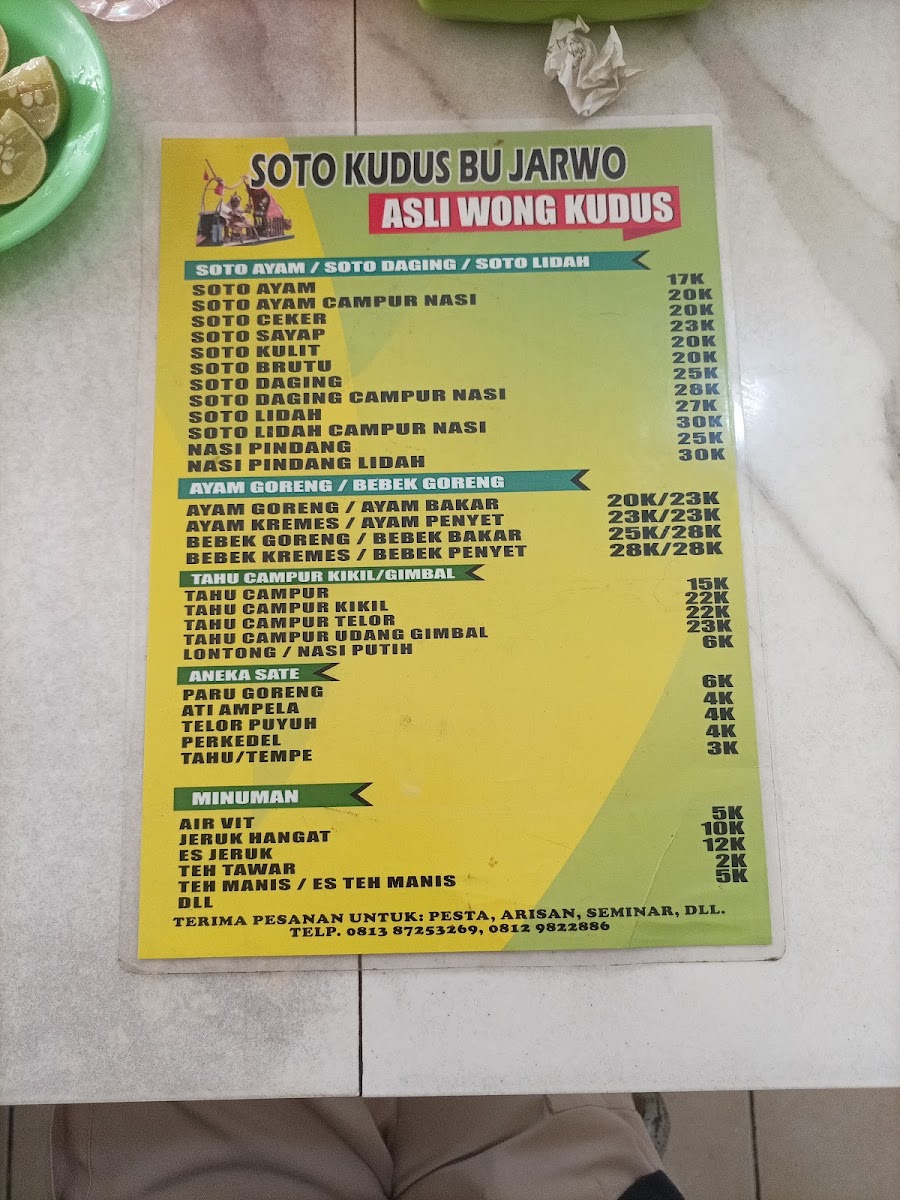 SOTO KUDUS BU JARWO
ASLI WONG KUDUS
SOTO AYAM / SOTO DAGING / SOTO LIDAH
SOTO AYAM 17K
SOTO AYAM CAMPUR NASI 20K
SOTO CEKER 20K
SOTO SAYAP 23K
SOTO KULIT 20K
SOTO BRUTU 20K
SOTO DAGING 25K
SOTO DAGING CAMPUR NASI 28K
SOTO LIDAH 27K
SOTO LIDAH CAMPUR NASI 30K
NASI PINDANG 25K
NASI PINDANG LIDAH 30K
AYAM GORENG / BEBEK GORENG
AYAM GORENG / AYAM BAKAR 20K/23K
AYAM KREMES / AYAM PENYET 23K/23K
BEBEK GORENG / BEBEK BAKAR 25K/28K
BEBEK KREMES / BEBEK PENYET 28K/28K
TAHU CAMPUR KIKIL/GIMBAL
TAHU CAMPUR 15K
TAHU CAMPUR KIKIL 22K
TAHU CAMPUR TELOR 22K
TAHU CAMPUR UDANG GIMBAL 23K
LONTONG / NASI PUTIH 6K
ANEKA SATE
PARU GORENG 6K
ATI AMPELA 4K
TELOR PUYUH 4K
PERKEDEL 4K
TAHU/TEMPE 3K
MINUMAN
AIR VIT 5K
JERUK HANGAT 10K
ES JERUK 12K
TEH TAWAR 2K
TEH MANIS / ES TEH MANIS 5K
DLL
TERIMA PESANAN UNTUK: PESTA, ARISAN, SEMINAR, DLL.
TELP. 0813 87253269, 0812 9822886